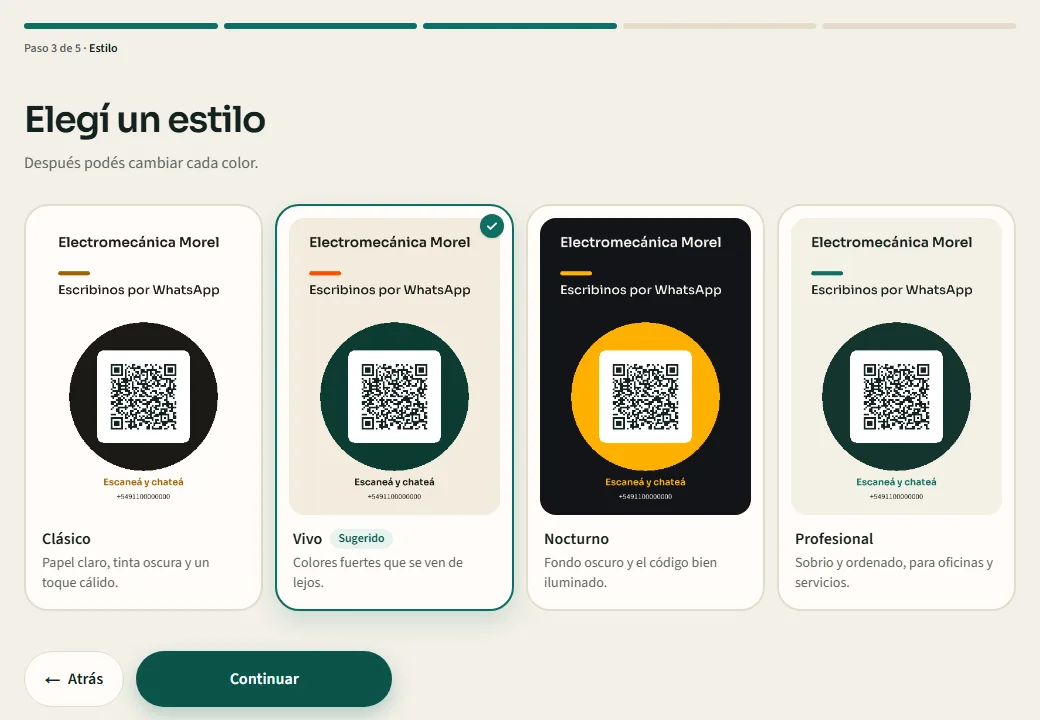 Paso 3 de 5 · Estilo
Elegí un estilo
Después podés cambiar cada color.
Electromecánica Morel
Escribinos por WhatsApp
Escaneá y chateá
+5491100000000
Clásico
Papel claro, tinta oscura y un
toque cálido.
Electromecánica Morel
Escribinos por WhatsApp
Escaneá y chateá
+5491100000000
Vivo Sugerido
Colores fuertes que se ven de
lejos.
Electromecánica Morel
Escribinos por WhatsApp
Escaneá y chateá
+5491100000000
Nocturno
Fondo oscuro y el código bien
iluminado.
Electromecánica Morel
Escribinos por WhatsApp
Escaneá y chateá
+5491100000000
Profesional
Sobrio y ordenado, para oficinas y
servicios.
← Atrás
Continuar